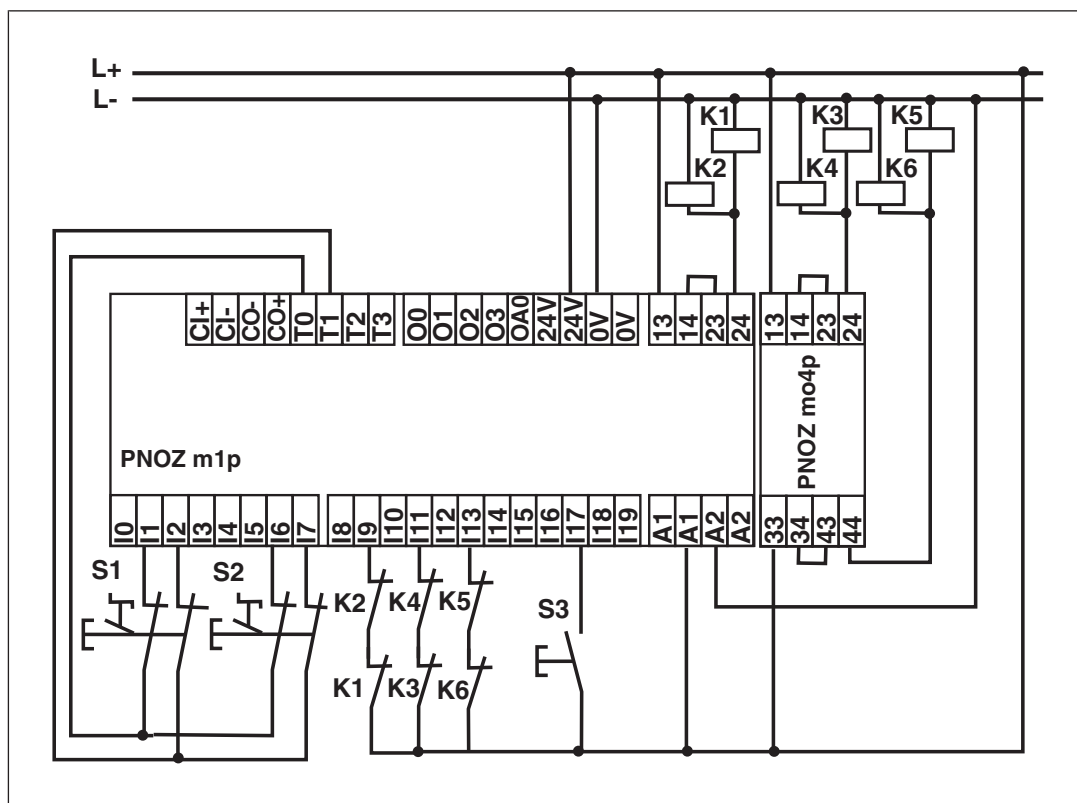 L+
L-
K1 K3 K5
K2 K4 K6
CI+ CI- CO- CO+ T0 T1 T2 T3 O0 O1 O2 O3 OA0 24V 24V 0V 0V 13 14 23 24 13 14 23 24
PNOZ m1p
PNOZ mo4p
I0 I1 I2 I3 I4 I5 I6 I7 I8 I9 I10 I11 I12 I13 I14 I15 I16 I17 I18 I19 A1 A1 A2 A2 33 34 43 44
S1 S2 K2 K4 K5 S3
K1 K3 K6